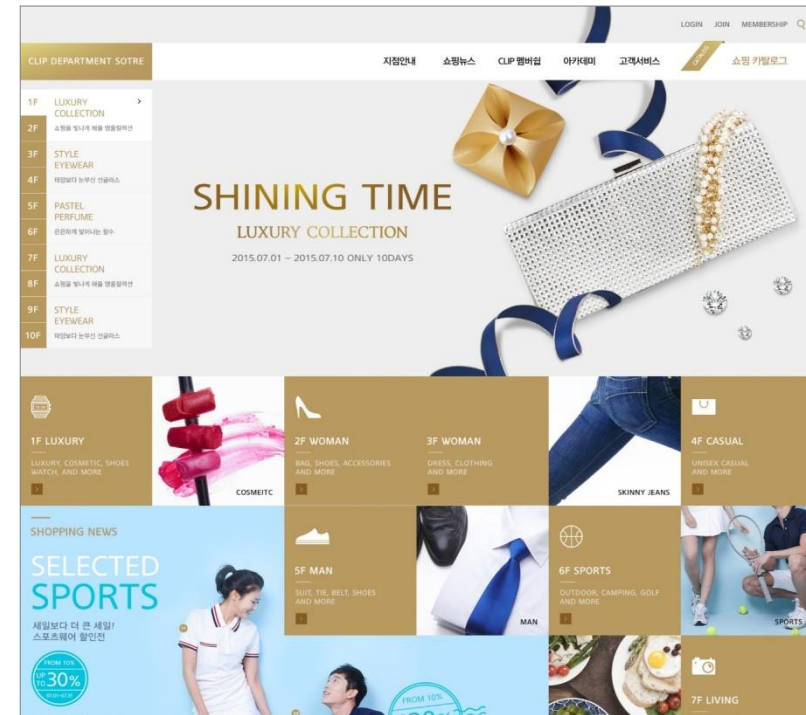 LOGIN JOIN MEMBERSHIP
CLIP DEPARTMENT SOTRE
지점안내 쇼핑뉴스 CLIP 멤버쉽 아카데미 고객서비스 CATALOG 쇼핑 카탈로그
1F LUXURY
COLLECTION
2F 쇼핑을 빛나게 해줄 명품컬렉션
3F STYLE
EYEWEAR
4F 태양보다 눈부신 선글라스
5F PASTEL
PERFUME
6F 은은하게 빛이나는 향수
7F LUXURY
COLLECTION
8F 쇼핑을 빛나게 해줄 명품컬렉션
9F STYLE
EYEWEAR
10F 태양보다 눈부신 선글라스
SHINING TIME
LUXURY COLLECTION
2015.07.01 ~ 2015.07.10 ONLY 10DAYS
1F LUXURY
LUXURY, COSMETIC, SHOES
WATCH, AND MORE
COSMEITC
2F WOMAN
BAG, SHOES, ACCESSORIES
AND MORE
3F WOMAN
DRESS, CLOTHING
AND MORE
SKINNY JEANS
4F CASUAL
UNISEX CASUAL
AND MORE
SHOPPING NEWS
SELECTED
SPORTS
세일보다 더 큰 세일!
스포츠웨어 할인전
FROM 10%
UP TO 30%
07.01~07.31
5F MAN
SUIT, TIE, BELT, SHOES
AND MORE
MAN
6F SPORTS
OUTDOOR, CAMPING, GOLF
AND MORE
SPORTS
FROM 10%
7F LIVING